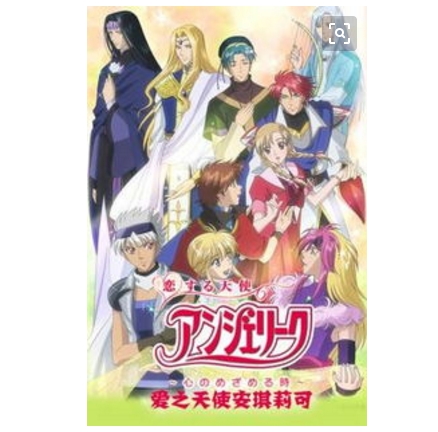 恋する天使
アンジェリーク
～心のめざめる時～
爱之天使安琪莉可